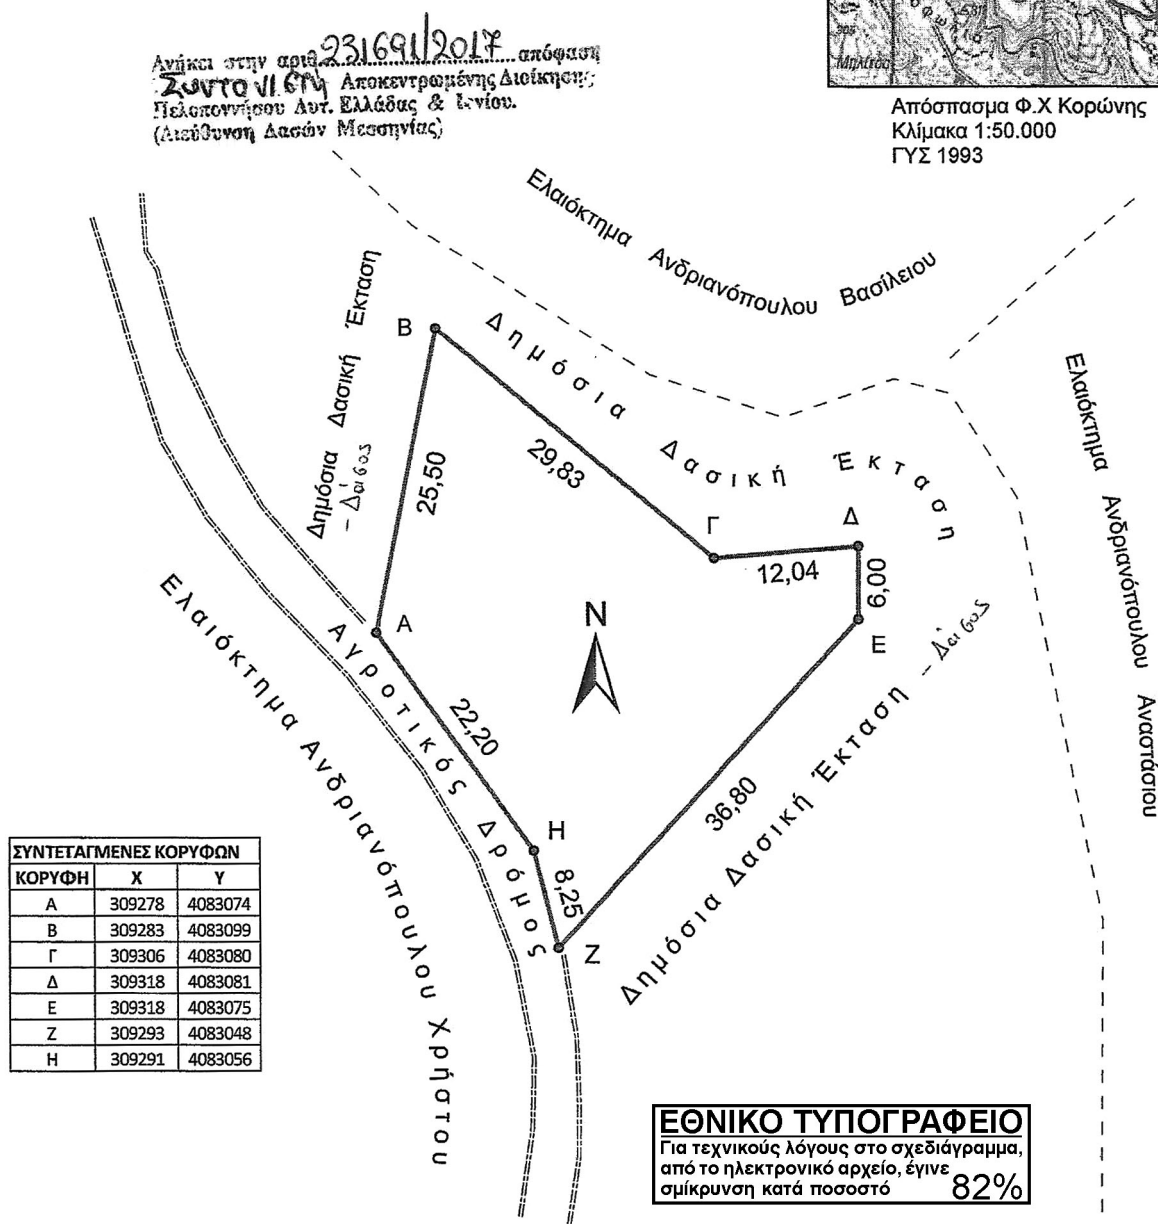 Ανήκει στην αριθ. 231691/2017 απόφαση
Αποκεντρωμένης Διοίκησης
Πελοποννήσου Δυτ. Ελλάδας & Ιονίου.
(Διεύθυνση Δασών Μεσσηνίας)
Απόσπασμα Φ.Χ Κορώνης
Κλίμακα 1:50.000
ΓΥΣ 1993
Ελαιόκτημα Ανδριανόπουλου Βασίλειου
Δημόσια Δασική Έκταση
- Δάσος
Δημόσια Δασική Έκταση
Ελαιόκτημα Ανδριανόπουλου Αναστάσιου
Β
25,50
29,83
Γ
Δ
12,04
6,00
Ε
Α
N
Αγροτικός Δρόμος
22,20
Η
8,25
Ζ
36,80
Δημόσια Δασική Έκταση - Δάσος
Ελαιόκτημα Ανδριανόπουλου Χρήστου
ΣΥΝΤΕΤΑΓΜΕΝΕΣ ΚΟΡΥΦΩΝ
ΚΟΡΥΦΗ X Y
Α 309278 4083074
Β 309283 4083099
Γ 309306 4083080
Δ 309318 4083081
Ε 309318 4083075
Ζ 309293 4083048
Η 309291 4083056
ΕΘΝΙΚΟ ΤΥΠΟΓΡΑΦΕΙΟ
Για τεχνικούς λόγους στο σχεδιάγραμμα,
από το ηλεκτρονικό αρχείο, έγινε
σμίκρυνση κατά ποσοστό 82%